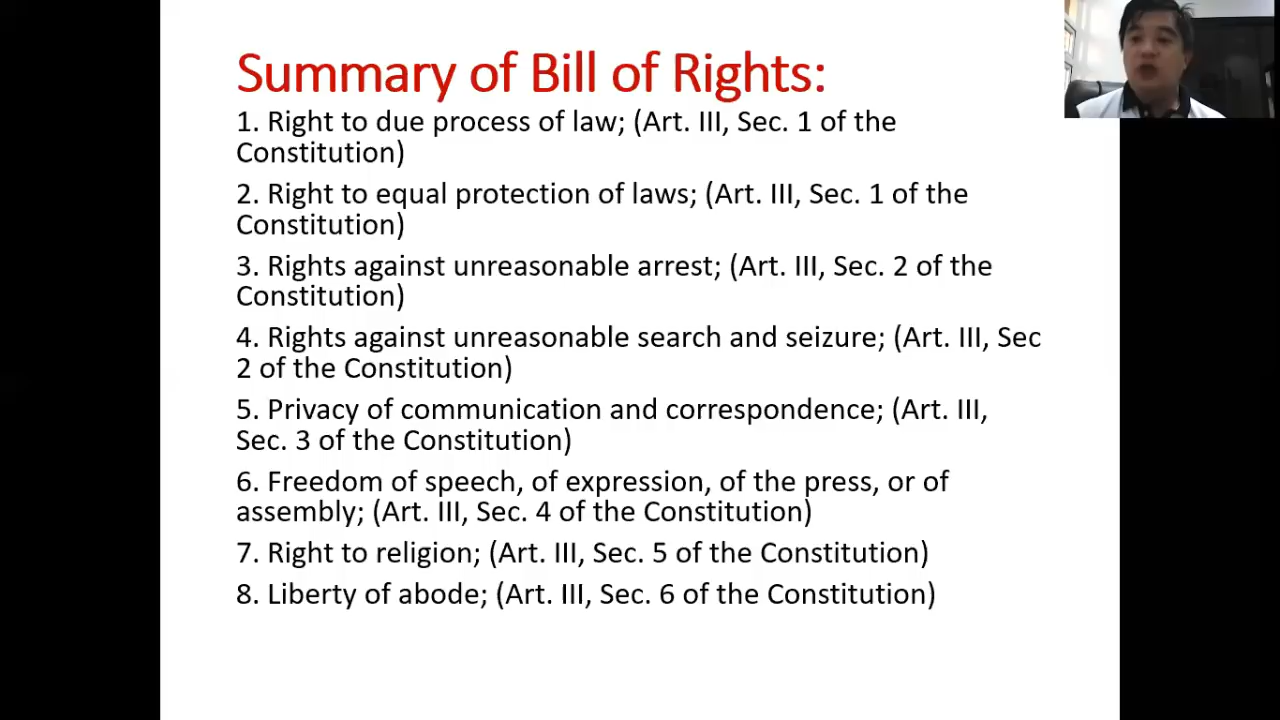 Summary of Bill of Rights:
1. Right to due process of law; (Art. III, Sec. 1 of the
Constitution)
2. Right to equal protection of laws; (Art. III, Sec. 1 of the
Constitution)
3. Rights against unreasonable arrest; (Art. III, Sec. 2 of the
Constitution)
4. Rights against unreasonable search and seizure; (Art. III, Sec
2 of the Constitution)
5. Privacy of communication and correspondence; (Art. III,
Sec. 3 of the Constitution)
6. Freedom of speech, of expression, of the press, or of
assembly; (Art. III, Sec. 4 of the Constitution)
7. Right to religion; (Art. III, Sec. 5 of the Constitution)
8. Liberty of abode; (Art. III, Sec. 6 of the Constitution)